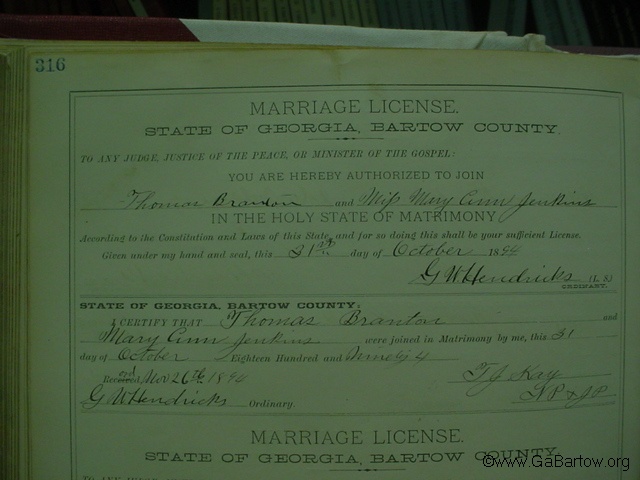 316
MARRIAGE LICENSE.
STATE OF GEORGIA, BARTOW COUNTY.
TO ANY JUDGE, JUSTICE OF THE PEACE, OR MINISTER OF THE GOSPEL:
YOU ARE HEREBY AUTHORIZED TO JOIN
Thomas Branton and Miss Mary Ann Jenkins
IN THE HOLY STATE OF MATRIMONY
According to the Constitution and Laws of this State, and for so doing this shall be your sufficient License.
Given under my hand and seal, this 31st day of October 1894
G W Hendricks (L. S.)
ORDINARY.
STATE OF GEORGIA, BARTOW COUNTY:
I CERTIFY THAT Thomas Branton and
Mary Ann Jenkins were joined in Matrimony by me, this 31
day of October Eighteen Hundred and Ninety 4
Recorded Nov 26th 1894 T J Kay
G W Hendricks Ordinary. N P & J P
MARRIAGE LICENSE.
STATE OF GEORGIA, BARTOW COUNTY.
©www.GaBartow.org